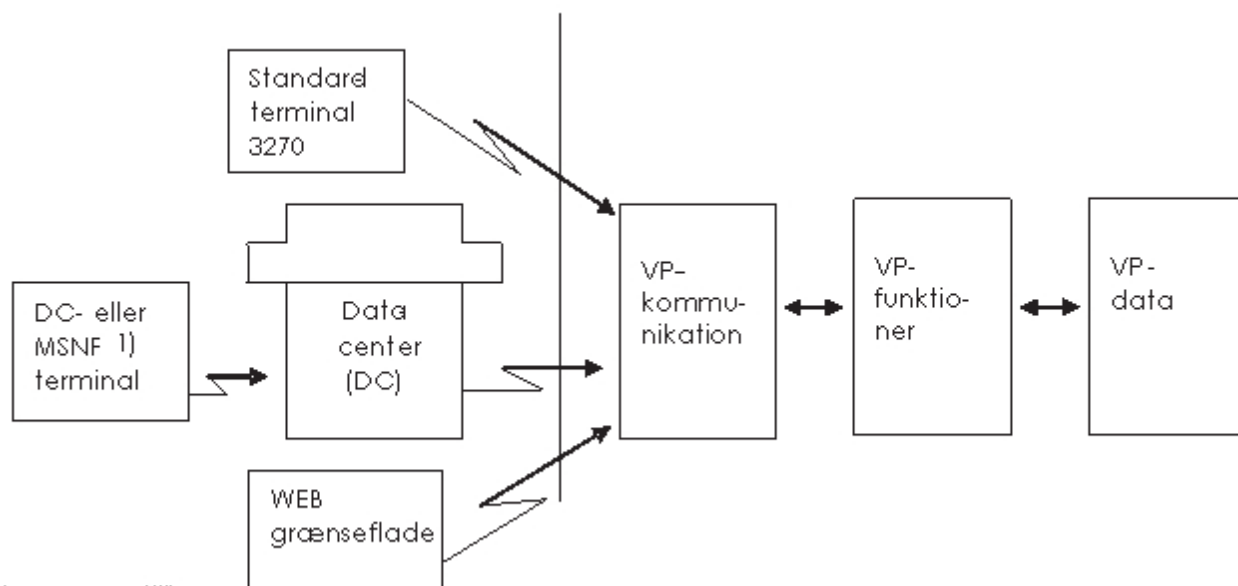 Standard
terminal
3270
DC- eller
MSNF 1)
terminal
Data
center
(DC)
WEB
grænseflade
VP-
kommu-
nikation
VP-
funktio-
ner
VP-
data